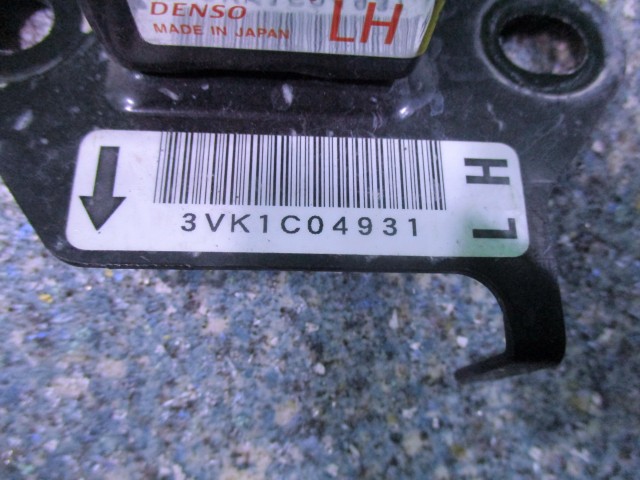 DENSO
MADE IN JAPAN
LH
3VK1C04931
LH